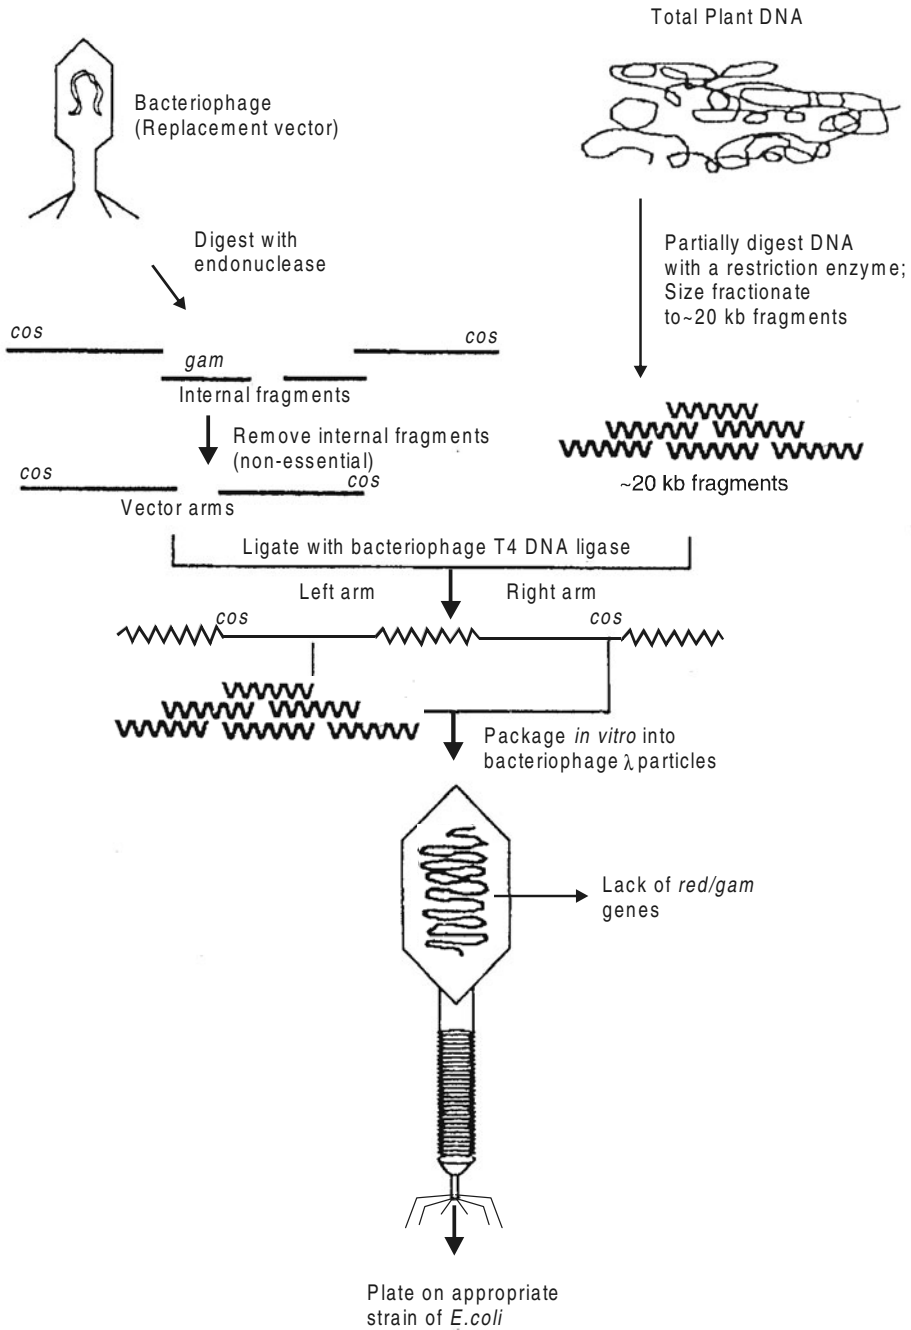 Total Plant DNA
Bacteriophage
(Replacement vector)
Digest with
endonuclease
Partially digest DNA
with a restriction enzyme;
Size fractionate
to~20 kb fragments
cos
cos
gam
Internal fragments
Remove internal fragments
(non-essential)
cos
cos
Vector arms
~20 kb fragments
Ligate with bacteriophage T4 DNA ligase
Left arm
Right arm
cos
cos
Package in vitro into
bacteriophage λ particles
Lack of red/gam
genes
Plate on appropriate
strain of E.coli